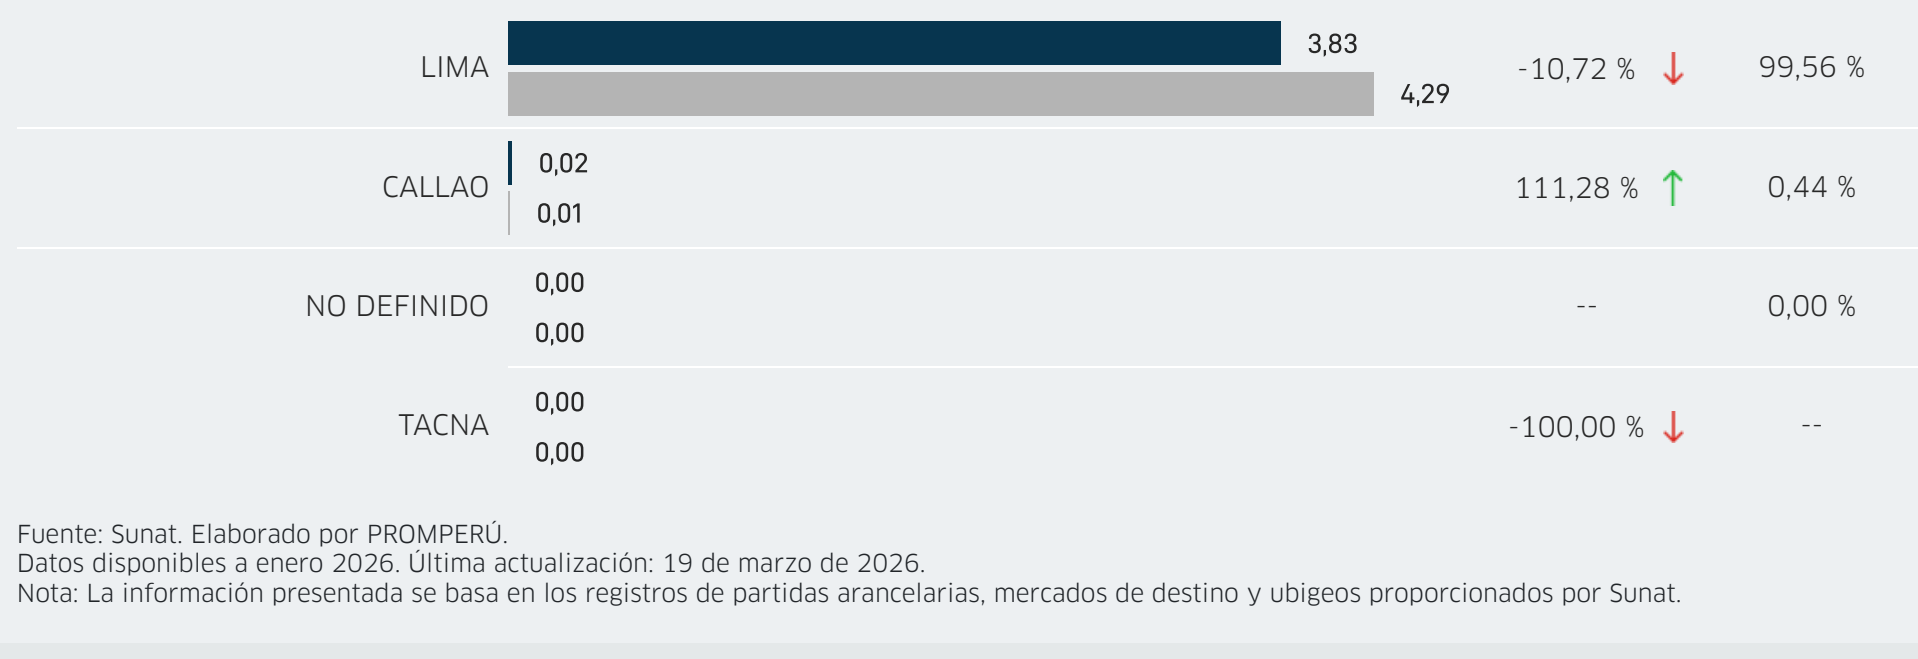 3,83
LIMA -10,72 % ↓ 99,56 %
4,29
0,02
CALLAO 111,28 % ↑ 0,44 %
0,01
0,00
NO DEFINIDO -- 0,00 %
0,00
0,00
TACNA -100,00 % ↓ --
0,00
Fuente: Sunat. Elaborado por PROMPERÚ.
Datos disponibles a enero 2026. Última actualización: 19 de marzo de 2026.
Nota: La información presentada se basa en los registros de partidas arancelarias, mercados de destino y ubigeos proporcionados por Sunat.